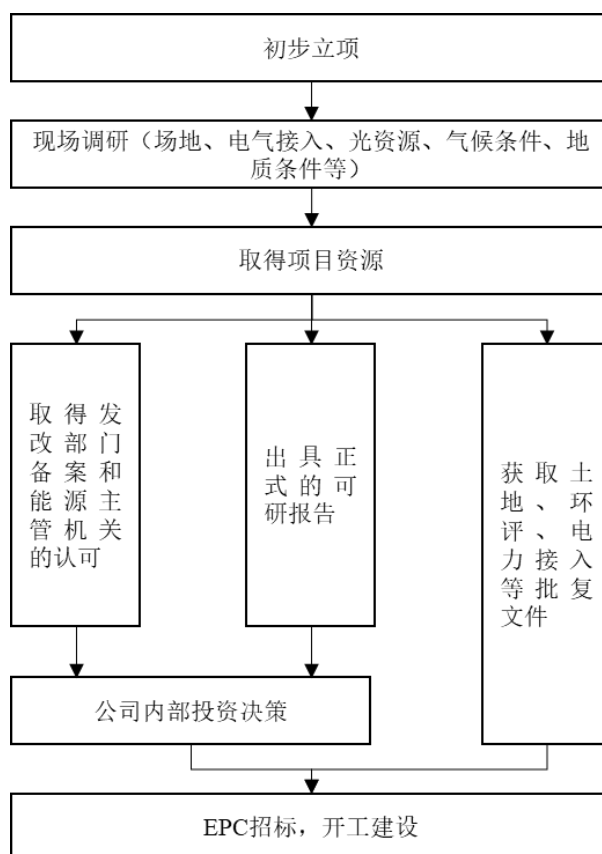 初步立项
现场调研（场地、电气接入、光资源、气候条件、地
质条件等）
取得项目资源
取得发
改部门
备案和
能源主
管机关
的认可
出具正
式的可
研报告
获取土
地、环
评、电
力接入
等批复
文件
公司内部投资决策
EPC招标，开工建设